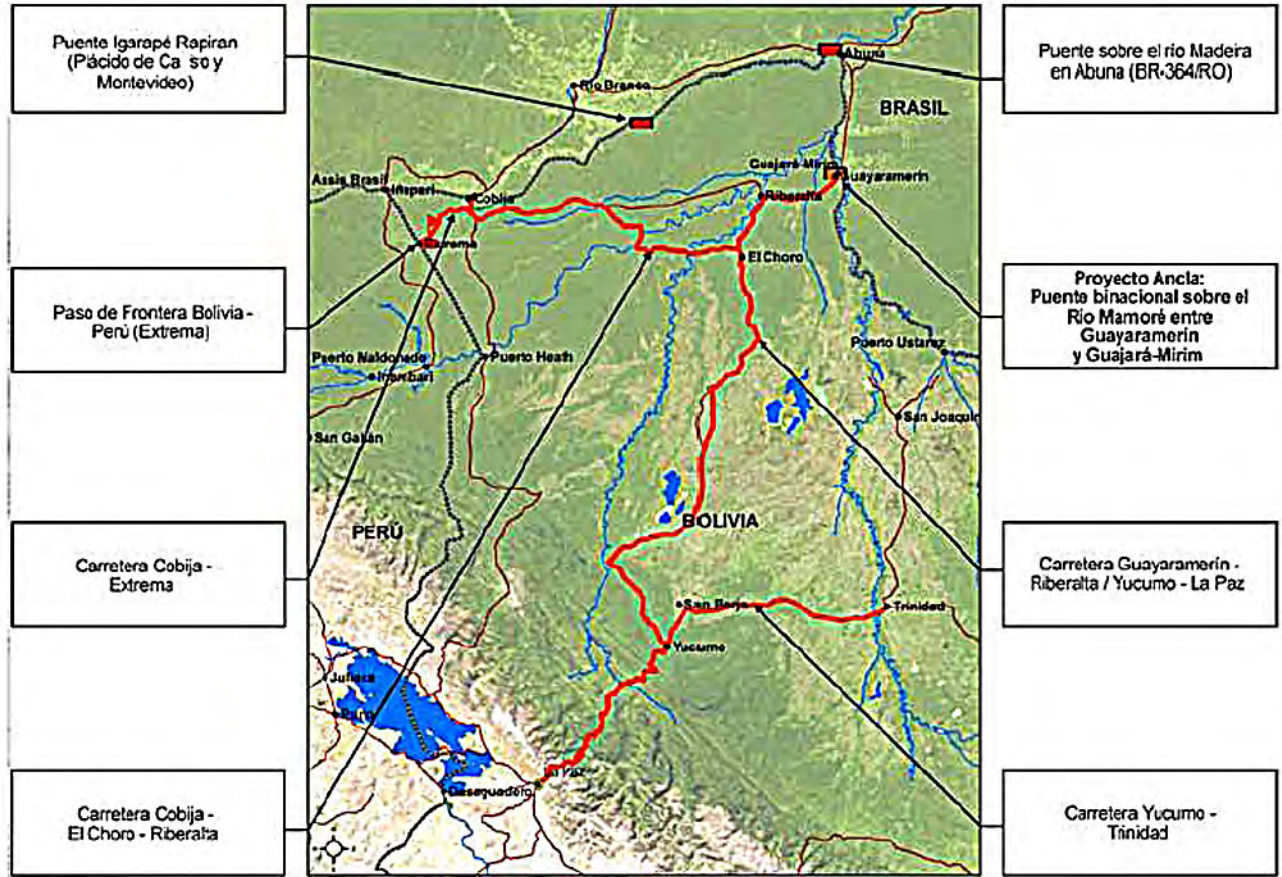 Puente Igarapé Rapiran
(Plácido de Ca so y
Montevideo)
Paso de Frontera Bolivia -
Perú (Extrema)
Carretera Cobija -
Extrema
Carretera Cobija -
El Choro - Riberalta
Abuna
Rio Branco
BRASIL
Guajará-Mirim
Guayaramerín
Assis Brasil
Iñapari
Cobija
Riberalta
Extrema
El Choro
Puerto Maldonado
Puerto Heath
Puerto Ustarez
Inambari
San Joaquín
San Gabán
BOLIVIA
PERÚ
San Borja
Trinidad
Yucumo
Juliaca
Puno
La Paz
Desaguadero
Puente sobre el río Madeira
en Abuna (BR-364/RO)
Proyecto Ancla:
Puente binacional sobre el
Río Mamoré entre
Guayaramerín
y Guajará-Mirim
Carretera Guayaramerín -
Riberalta / Yucumo - La Paz
Carretera Yucumo -
Trinidad